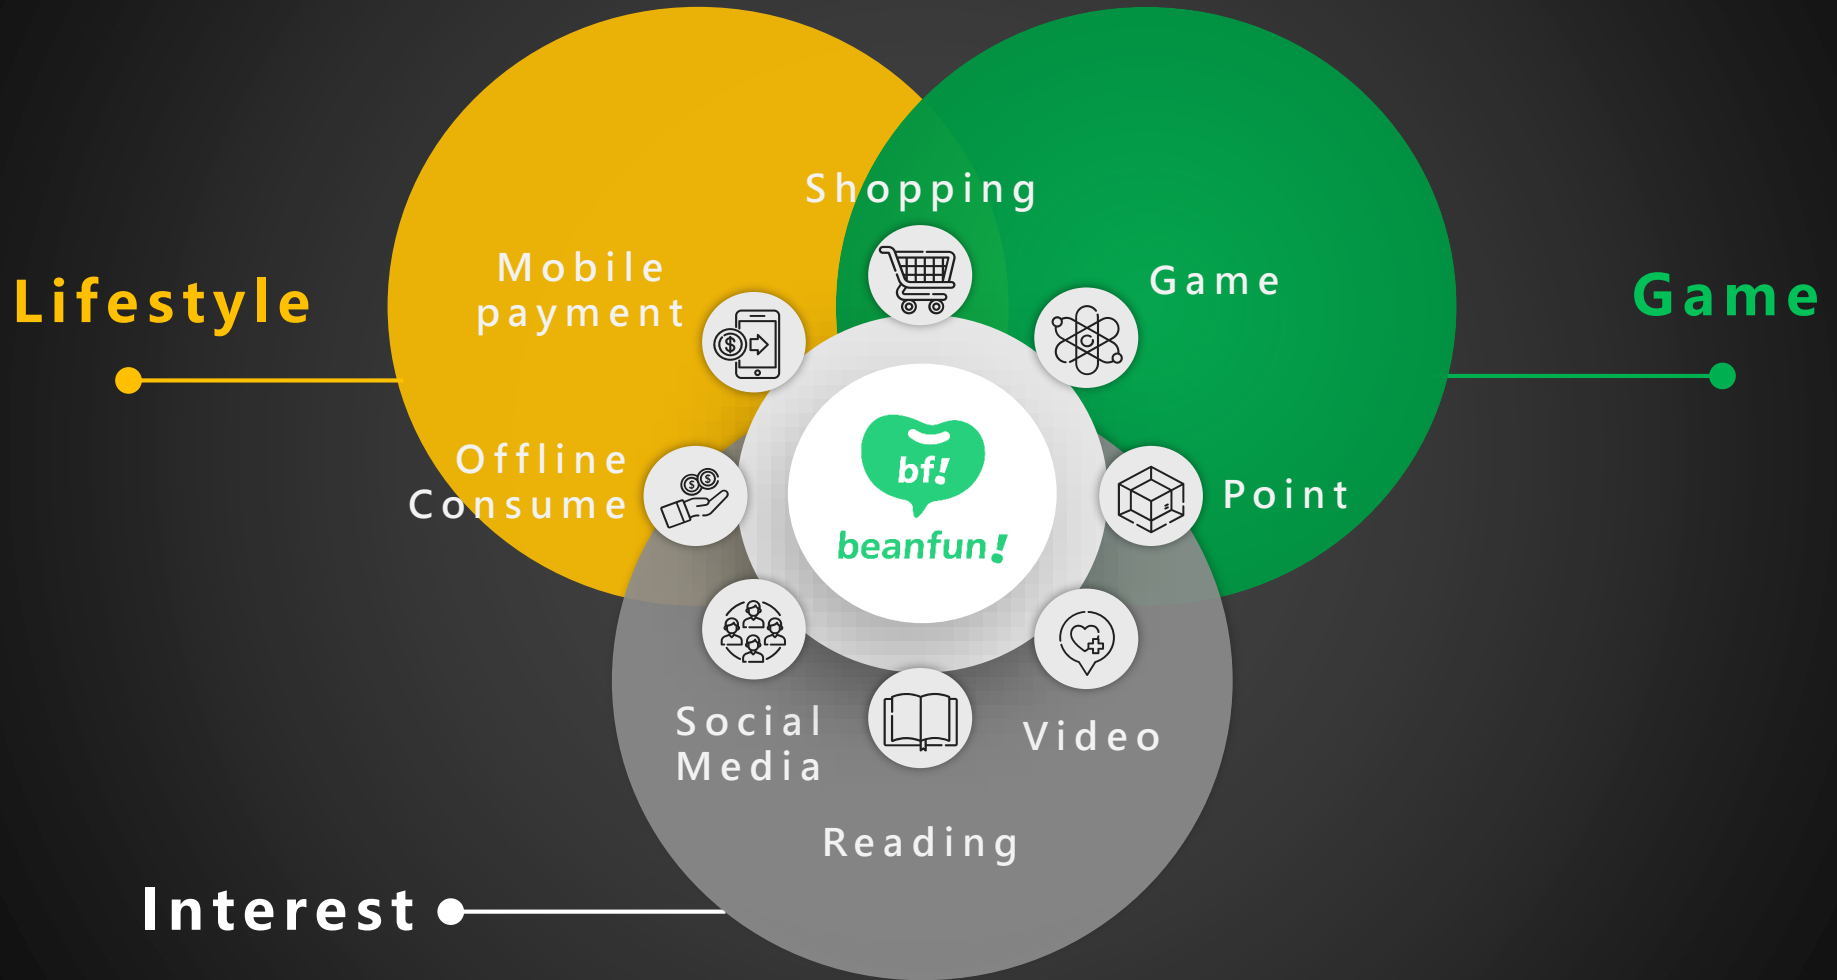 Shopping
Mobile
payment
Game
Lifestyle
Game
Offline
Consume
Point
bf!
beanfun!
Social
Media
Video
Reading
Interest